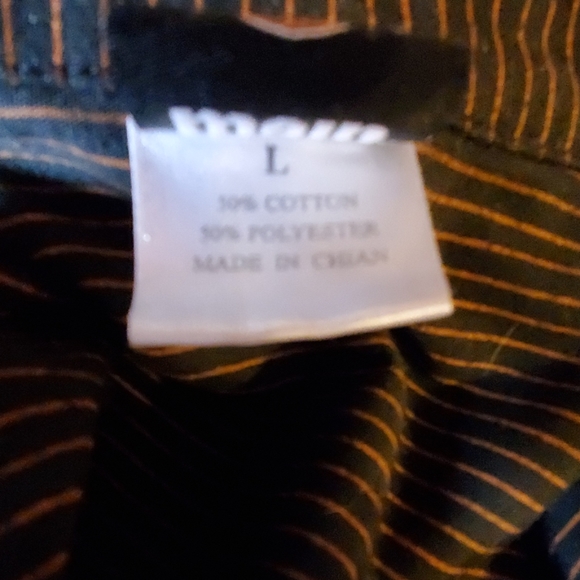 L
50% COTTON
50% POLYESTER
MADE IN CHIAN